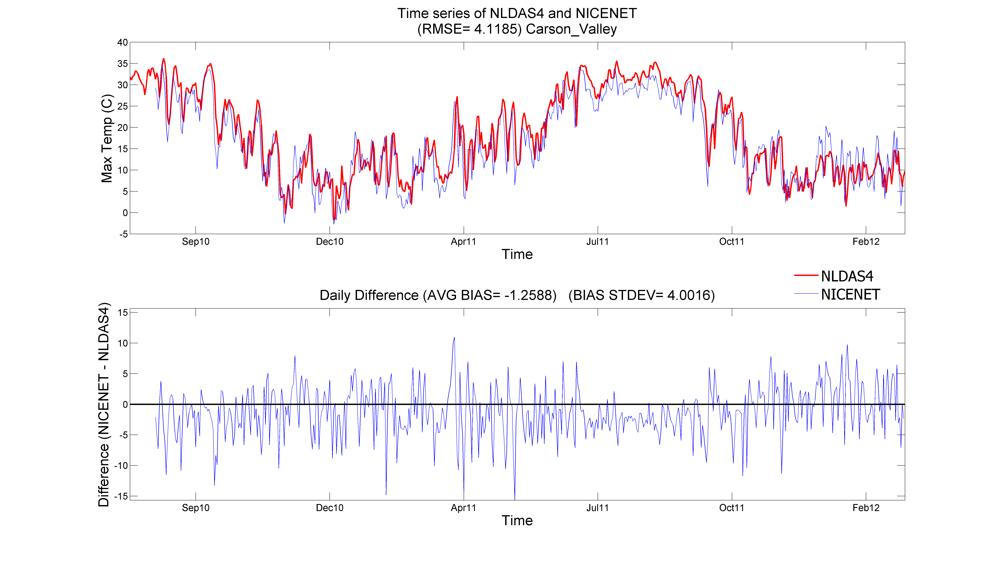 Time series of NLDAS4 and NICENET
(RMSE= 4.1185) Carson_Valley
40
35
30
25
20
15
10
5
0
-5
Max Temp (C)
Sep10 Dec10 Apr11 Jul11 Oct11 Feb12
Time
NLDAS4
NICENET
Daily Difference (AVG BIAS= -1.2588) (BIAS STDEV= 4.0016)
15
10
5
0
-5
-10
-15
Difference (NICENET - NLDAS4)
Sep10 Dec10 Apr11 Jul11 Oct11 Feb12
Time